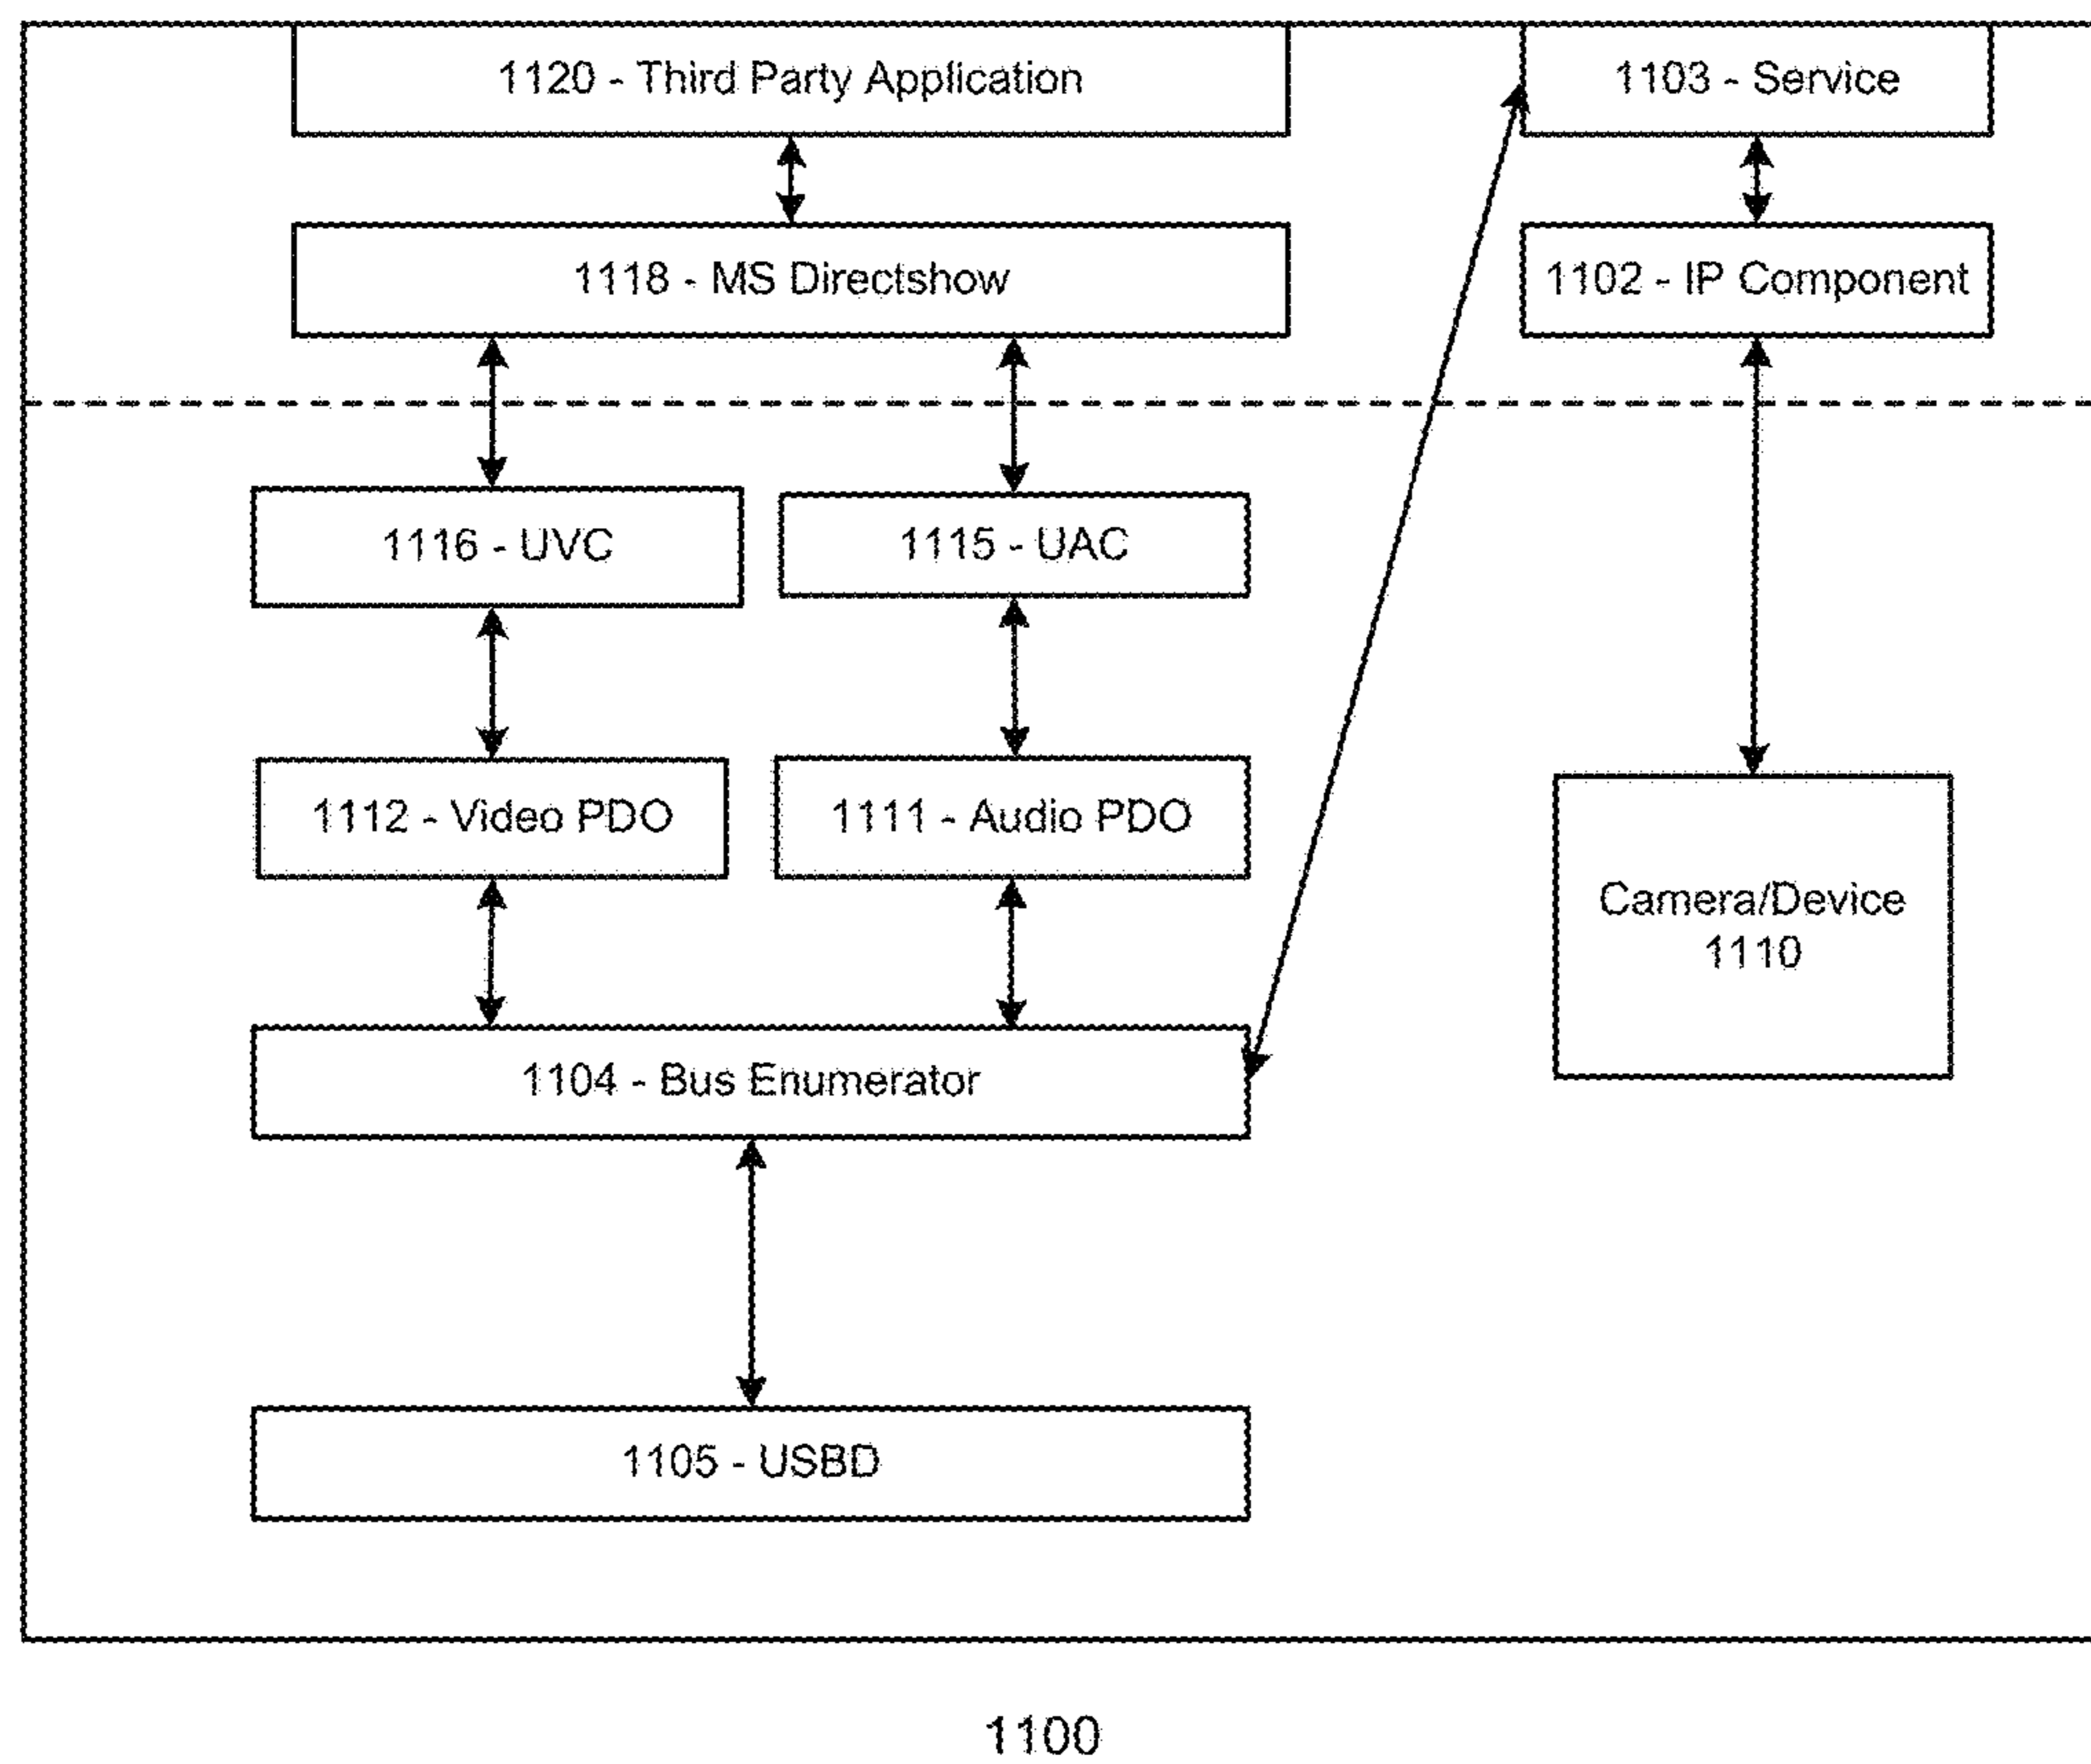 1120 - Third Party Application
1103 - Service
1118 - MS Directshow
1102 - IP Component
1116 - UVC
1115 - UAC
1112 - Video PDO
1111 - Audio PDO
Camera/Device
1110
1104 - Bus Enumerator
1105 - USBD
1100